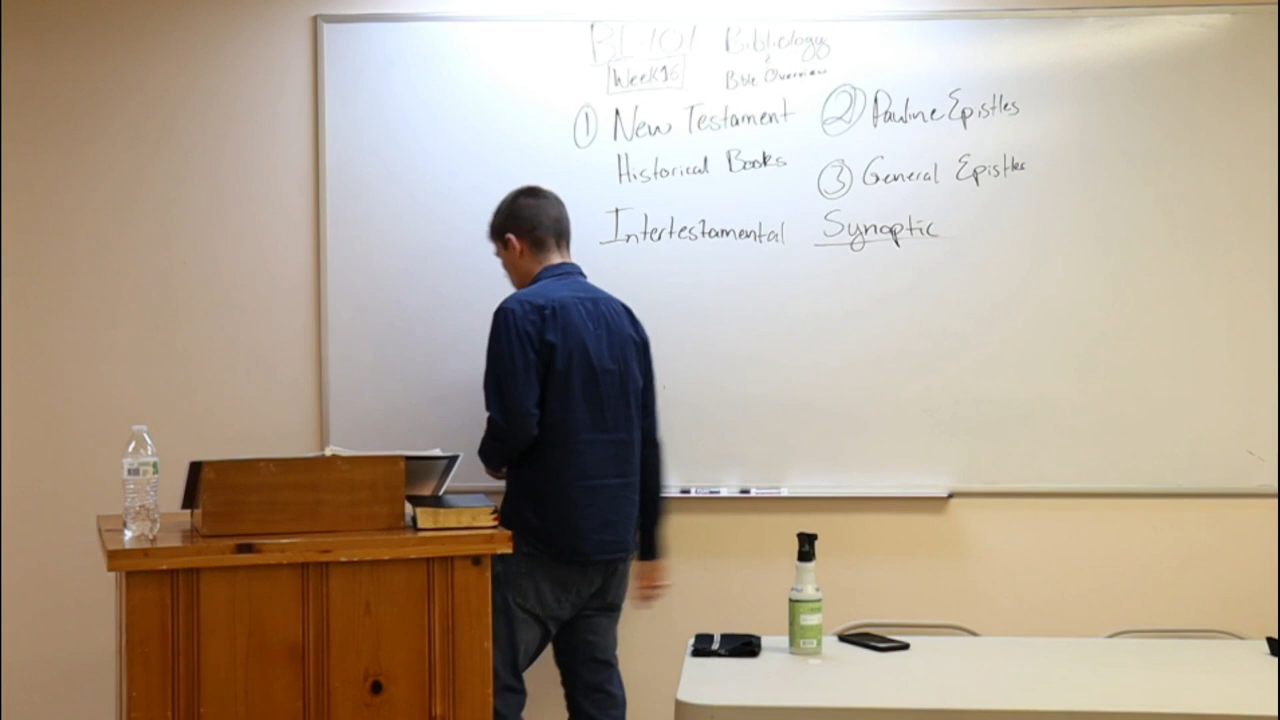 BL 101 Bibliology
& 
Week 16 Bible Overview
① New Testament ② Pauline Epistles
Historical Books ③ General Epistles
Intertestamental Synoptic